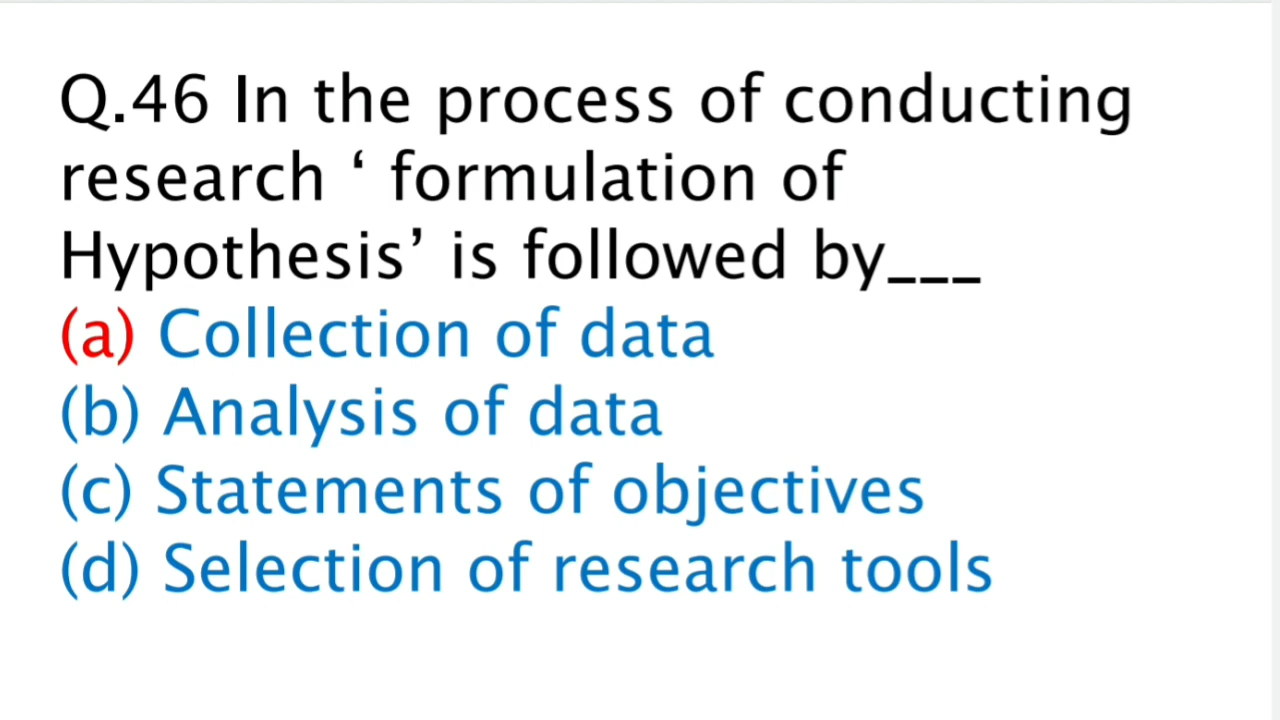 Q.46 In the process of conducting
research ‘ formulation of
Hypothesis’ is followed by___
(a) Collection of data
(b) Analysis of data
(c) Statements of objectives
(d) Selection of research tools